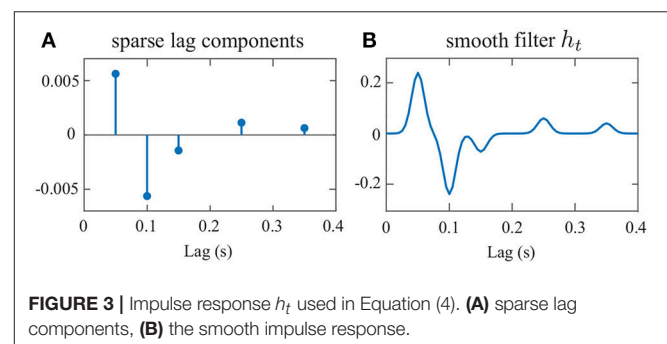 A sparse lag components
0.005
0
-0.005
0 0.1 0.2 0.3 0.4
Lag (s)
B smooth filter h_t
0.2
0
-0.2
0 0.1 0.2 0.3 0.4
Lag (s)
FIGURE 3 | Impulse response h_t used in Equation (4). (A) sparse lag
components, (B) the smooth impulse response.